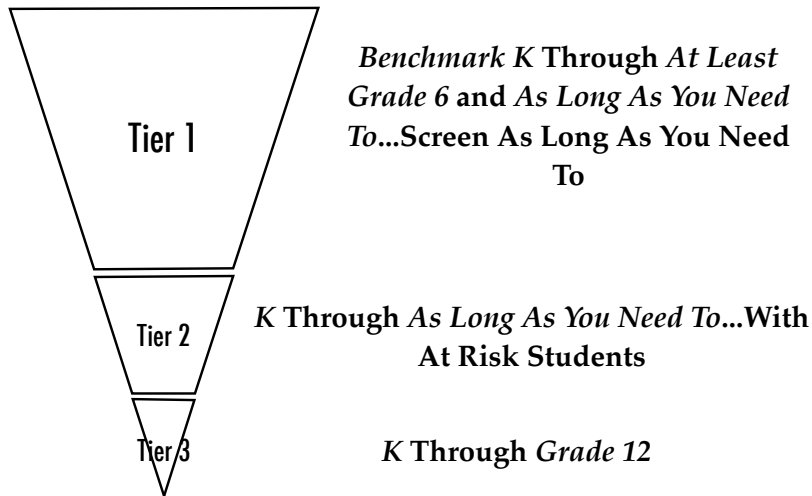 Tier 1
Benchmark K Through At Least
Grade 6 and As Long As You Need
To...Screen As Long As You Need
To
Tier 2
K Through As Long As You Need To...With
At Risk Students
Tier 3
K Through Grade 12